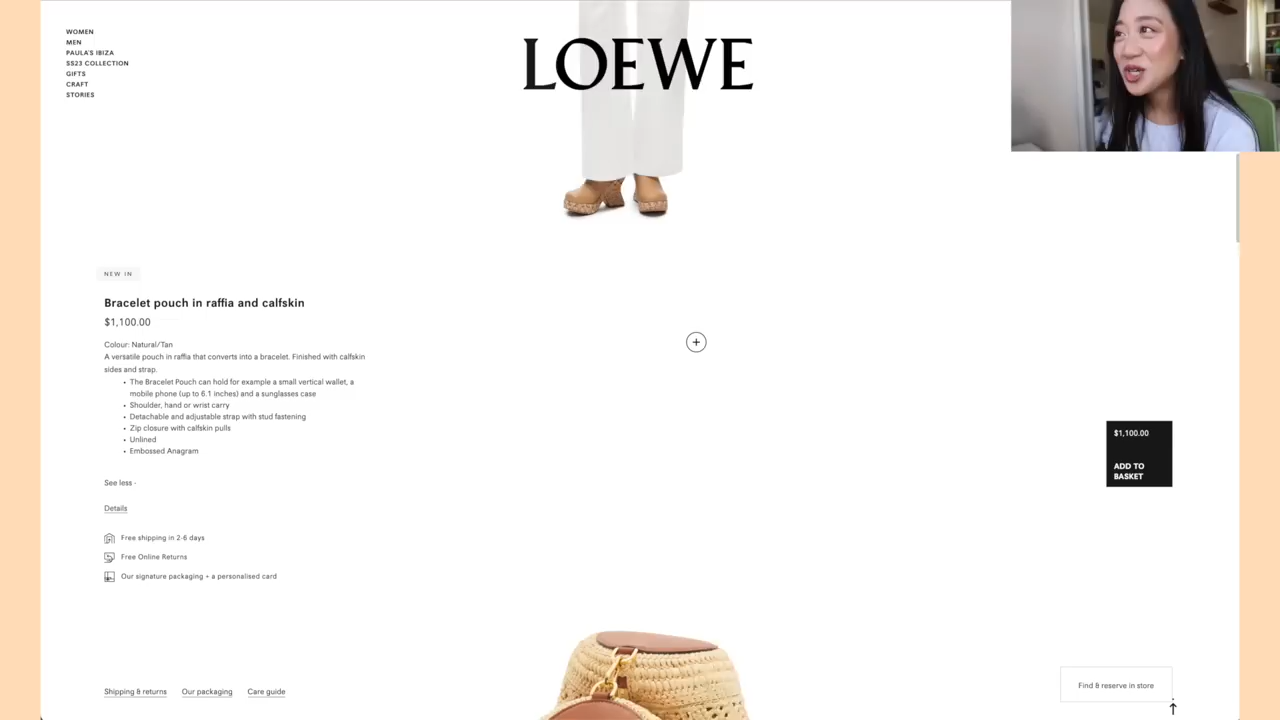 WOMEN
MEN
PAULA'S IBIZA
SS23 COLLECTION
GIFTS
CRAFT
STORIES
LOEWE
NEW IN
Bracelet pouch in raffia and calfskin
$1,100.00
Colour: Natural/Tan
A versatile pouch in raffia that converts into a bracelet. Finished with calfskin
sides and strap.
• The Bracelet Pouch can hold for example a small vertical wallet, a
mobile phone (up to 6.1 inches) and a sunglasses case
• Shoulder, hand or wrist carry
• Detachable and adjustable strap with stud fastening
• Zip closure with calfskin pulls
• Unlined
• Embossed Anagram
See less -
Details
Free shipping in 2-6 days
Free Online Returns
Our signature packaging + a personalised card
Shipping & returns Our packaging Care guide
$1,100.00
ADD TO
BASKET
Find & reserve in store